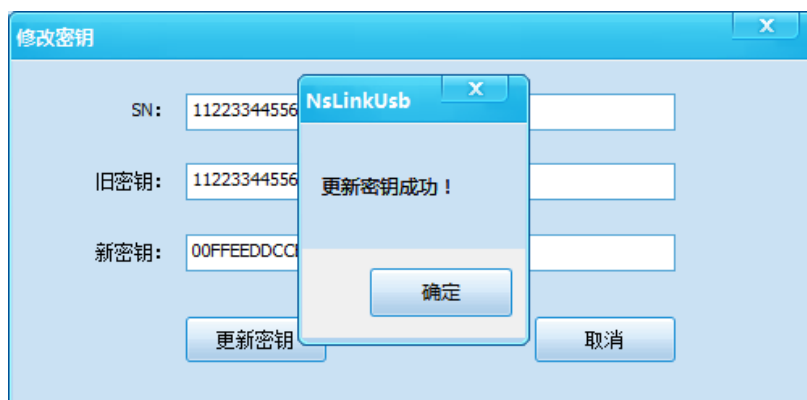 修改密钥
X
NsLinkUsb
X
SN:
11223344556
更新密钥成功！
旧密钥:
11223344556
新密钥:
00FFEEDDCC
确定
更新密钥
取消